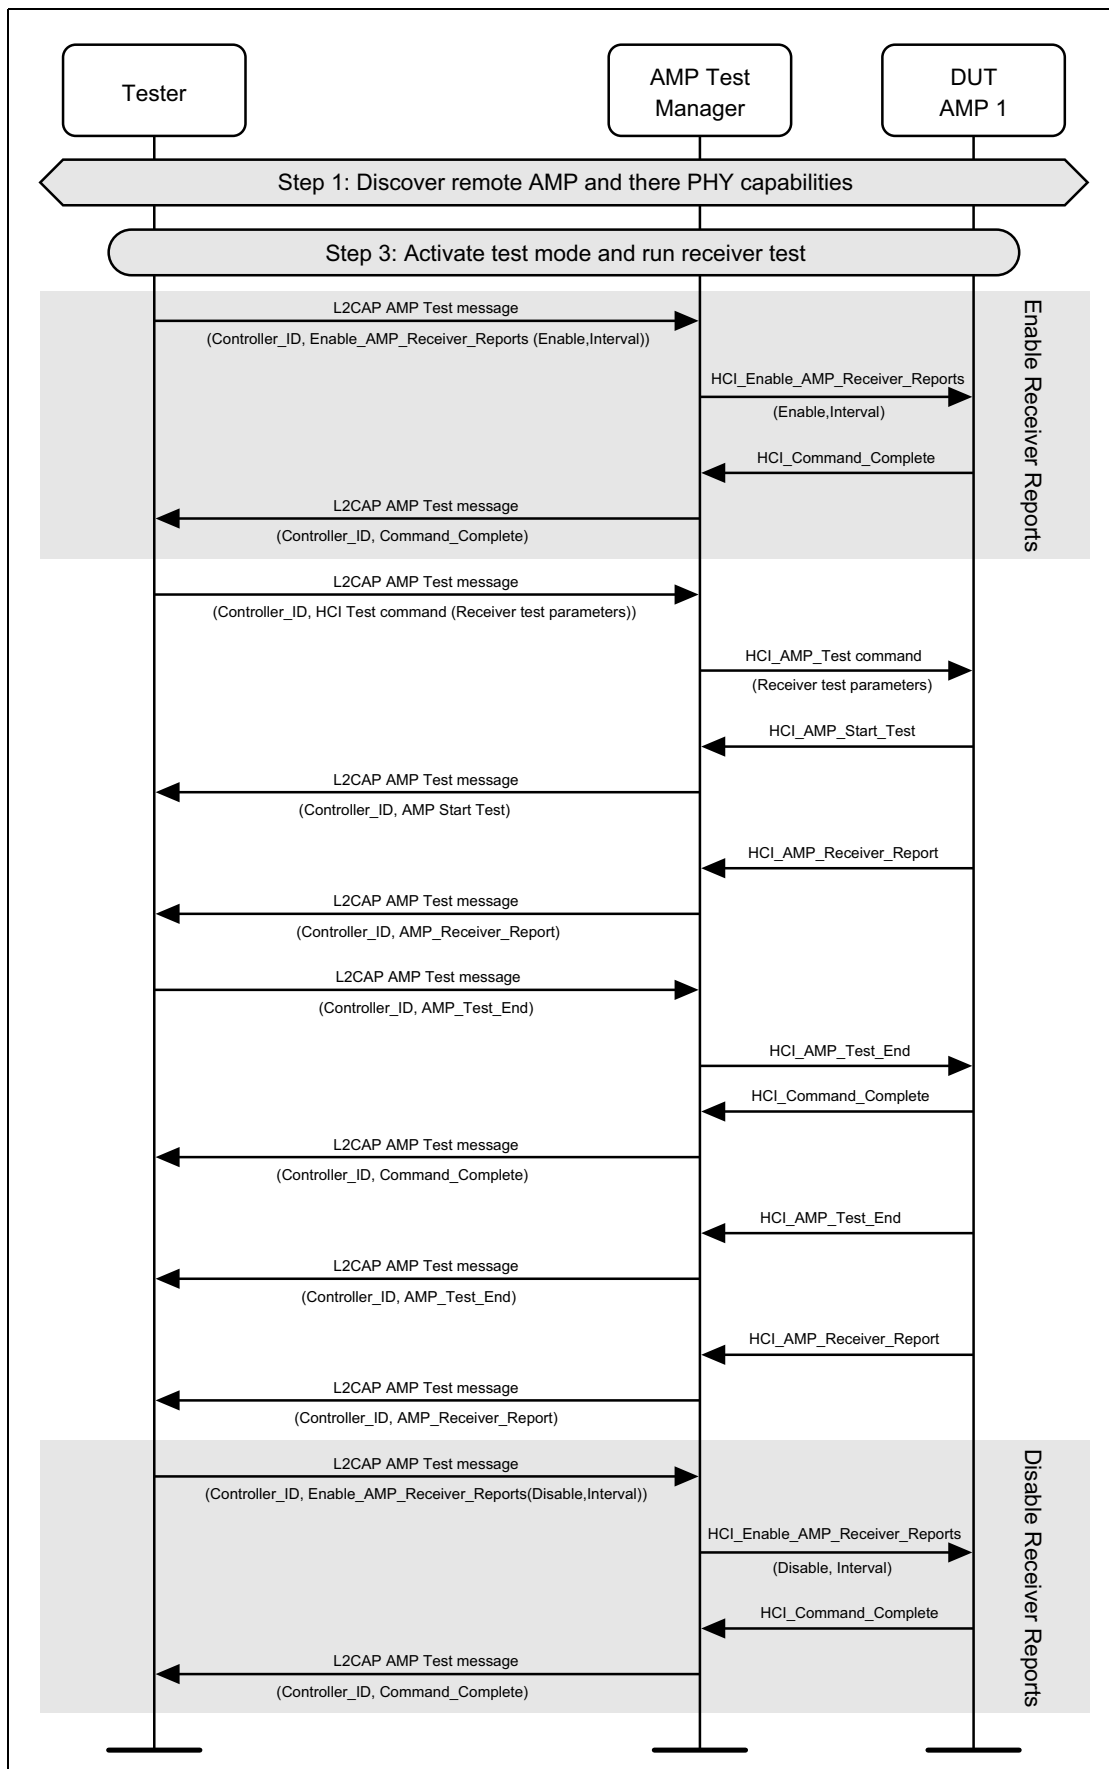 Tester
AMP Test
Manager
DUT
AMP 1
Step 1: Discover remote AMP and there PHY capabilities
Step 3: Activate test mode and run receiver test
Enable Receiver Reports
L2CAP AMP Test message
(Controller_ID, Enable_AMP_Receiver_Reports (Enable,Interval))
HCI_Enable_AMP_Receiver_Reports
(Enable,Interval)
HCI_Command_Complete
L2CAP AMP Test message
(Controller_ID, Command_Complete)
L2CAP AMP Test message
(Controller_ID, HCI Test command (Receiver test parameters))
HCI_AMP_Test command
(Receiver test parameters)
HCI_AMP_Start_Test
L2CAP AMP Test message
(Controller_ID, AMP Start Test)
HCI_AMP_Receiver_Report
L2CAP AMP Test message
(Controller_ID, AMP_Receiver_Report)
L2CAP AMP Test message
(Controller_ID, AMP_Test_End)
HCI_AMP_Test_End
HCI_Command_Complete
L2CAP AMP Test message
(Controller_ID, Command_Complete)
HCI_AMP_Test_End
L2CAP AMP Test message
(Controller_ID, AMP_Test_End)
HCI_AMP_Receiver_Report
L2CAP AMP Test message
(Controller_ID, AMP_Receiver_Report)
Disable Receiver Reports
L2CAP AMP Test message
(Controller_ID, Enable_AMP_Receiver_Reports(Disable,Interval))
HCI_Enable_AMP_Receiver_Reports
(Disable, Interval)
HCI_Command_Complete
L2CAP AMP Test message
(Controller_ID, Command_Complete)